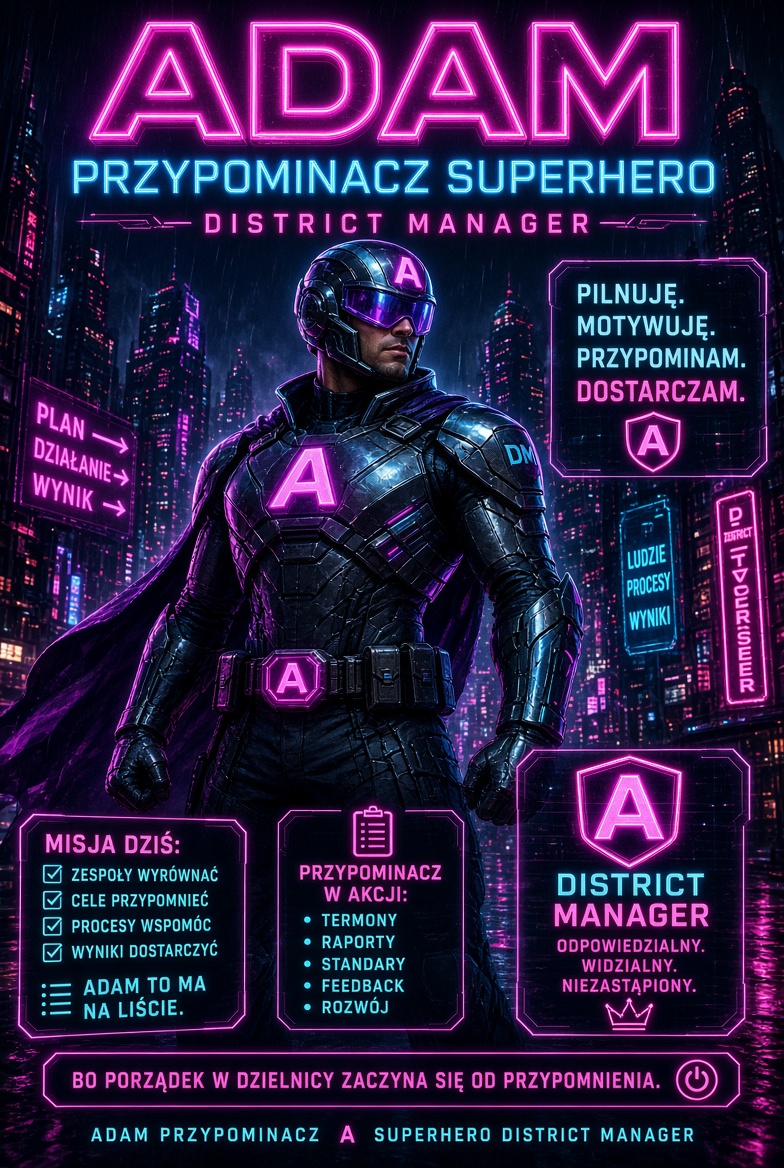 ADAM
PRZYPOMINACZ SUPERHERO
DISTRICT MANAGER
A
PILNUJĘ.
MOTYWUJĘ.
PRZYPOMINAM.
DOSTARCZAM.
A
PLAN
DZIAŁANIE
WYNIK
A
DM
LUDZIE
PROCESY
WYNIKI
A
MISJA DZIŚ:
ZESPOŁY WYRÓWNAĆ
CELE PRZYPOMNIEĆ
PROCESY WSPOMÓC
WYNIKI DOSTARCZYĆ
ADAM TO MA
NA LIŚCIE.
PRZYPOMINACZ
W AKCJI:
• TERMONY
• RAPORTY
• STANDARY
• FEEDBACK
• ROZWÓJ
A
DISTRICT
MANAGER
ODPOWIEDZIALNY.
WIDZIALNY.
NIEZASTĄPIONY.
BO PORZĄDEK W DZIELNICY ZACZYNA SIĘ OD PRZYPOMNIENIA.
ADAM PRZYPOMINACZ A SUPERHERO DISTRICT MANAGER